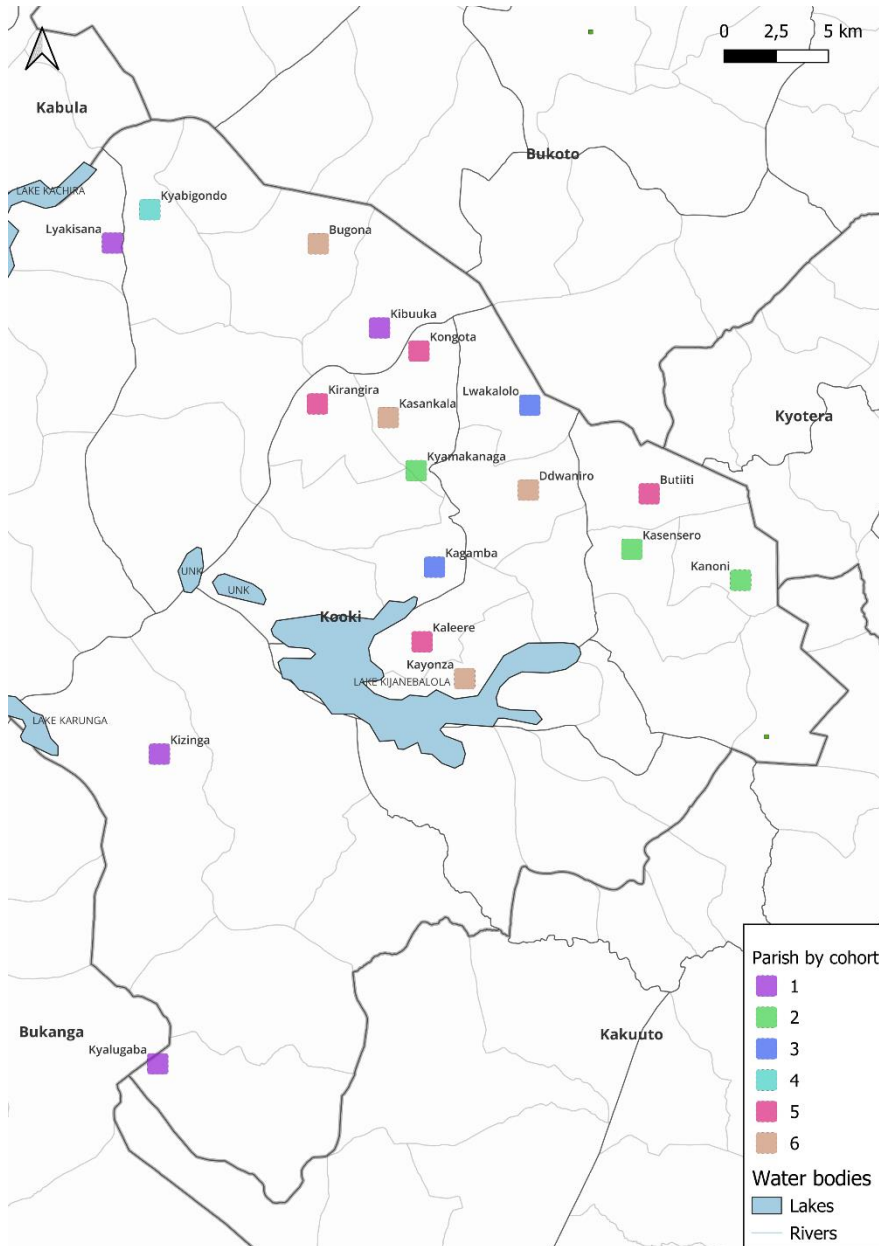 0 2,5 5 km
Kabula
Bukoto
LAKE KACHIRA
Kyabigondo
Lyakisana
Bugona
Kibuuka
Kongota
Kirangira
Kasankala
Lwakalolo
Kyotera
Kyamakanaga
Ddwaniro
Butiiti
Kasensero
Kagamba
Kanoni
UNK
UNK
Kooki
Kaleere
Kayonza
LAKE KIJANEBALOLA
LAKE KARUNGA
Kizinga
Bukanga
Kyalugaba
Kakuuto
Parish by cohort
1
2
3
4
5
6
Water bodies
Lakes
Rivers